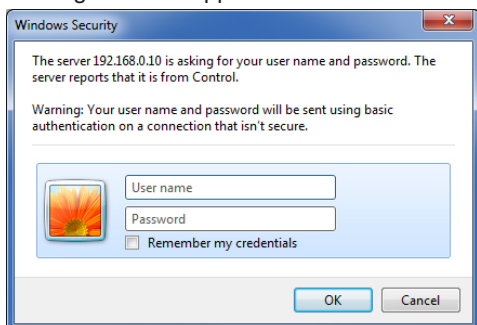 Windows Security
The server 192.168.0.10 is asking for your user name and password. The
server reports that it is from Control.
Warning: Your user name and password will be sent using basic
authentication on a connection that isn't secure.
User name
Password
Remember my credentials
OK Cancel